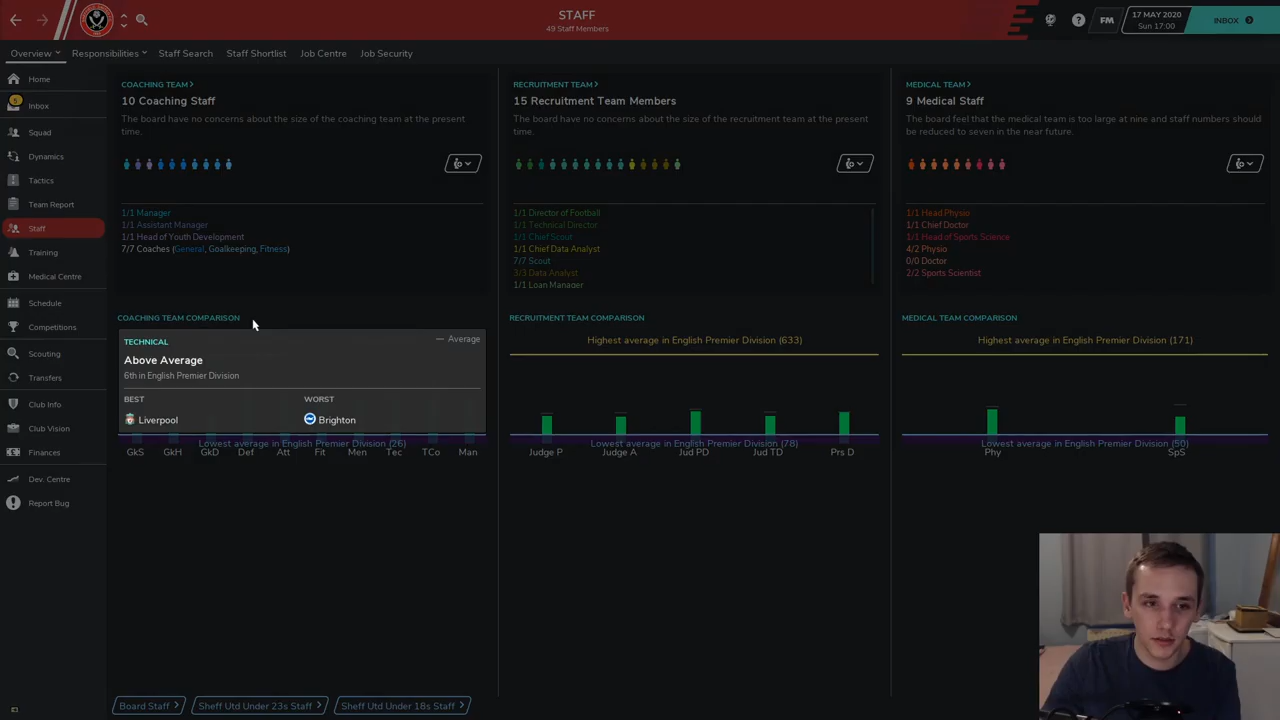 STAFF
49 Staff Members
FM
17 MAY 2020
Sun 17:00
INBOX
Overview
Responsibilities
Staff Search
Staff Shortlist
Job Centre
Job Security
Home
5
Inbox
Squad
Dynamics
Tactics
Team Report
Staff
Training
Medical Centre
Schedule
Competitions
Scouting
Transfers
Club Info
Club Vision
Finances
Dev. Centre
Report Bug
COACHING TEAM >
10 Coaching Staff
The board have no concerns about the size of the coaching team at the present
time.
1/1 Manager
1/1 Assistant Manager
1/1 Head of Youth Development
7/7 Coaches (General, Goalkeeping, Fitness)
COACHING TEAM COMPARISON
TECHNICAL
— Average
Above Average
6th in English Premier Division
BEST
WORST
Liverpool
Brighton
Lowest average in English Premier Division (26)
GkS GkH GkD Def Att Fit Men Tec TCo Man
RECRUITMENT TEAM >
15 Recruitment Team Members
The board have no concerns about the size of the recruitment team at the present
time.
1/1 Director of Football
1/1 Technical Director
1/1 Chief Scout
1/1 Chief Data Analyst
7/7 Scout
3/3 Data Analyst
1/1 Loan Manager
RECRUITMENT TEAM COMPARISON
Highest average in English Premier Division (633)
Lowest average in English Premier Division (78)
Judge P Judge A Jud PD Jud TD Prs D
MEDICAL TEAM >
9 Medical Staff
The board feel that the medical team is too large at nine and staff numbers should
be reduced to seven in the near future.
1/1 Head Physio
1/1 Chief Doctor
1/1 Head of Sports Science
4/2 Physio
0/0 Doctor
2/2 Sports Scientist
MEDICAL TEAM COMPARISON
Highest average in English Premier Division (171)
Lowest average in English Premier Division (50)
Phy SpS
Board Staff >
Sheff Utd Under 23s Staff >
Sheff Utd Under 18s Staff >